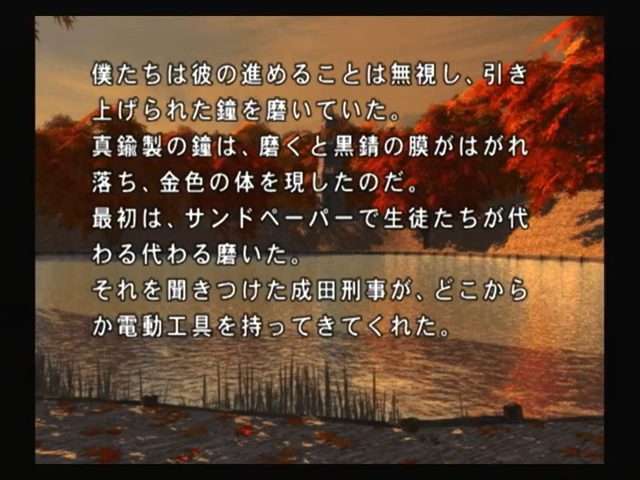 僕たちは彼の進めることは無視し、引き
上げられた鐘を磨いていた。
真鍮製の鐘は、磨くと黒錆の膜がはがれ
落ち、金色の体を現したのだ。
最初は、サンドペーパーで生徒たちが代
わる代わる磨いた。
それを聞きつけた成田刑事が、どこから
か電動工具を持ってきてくれた。